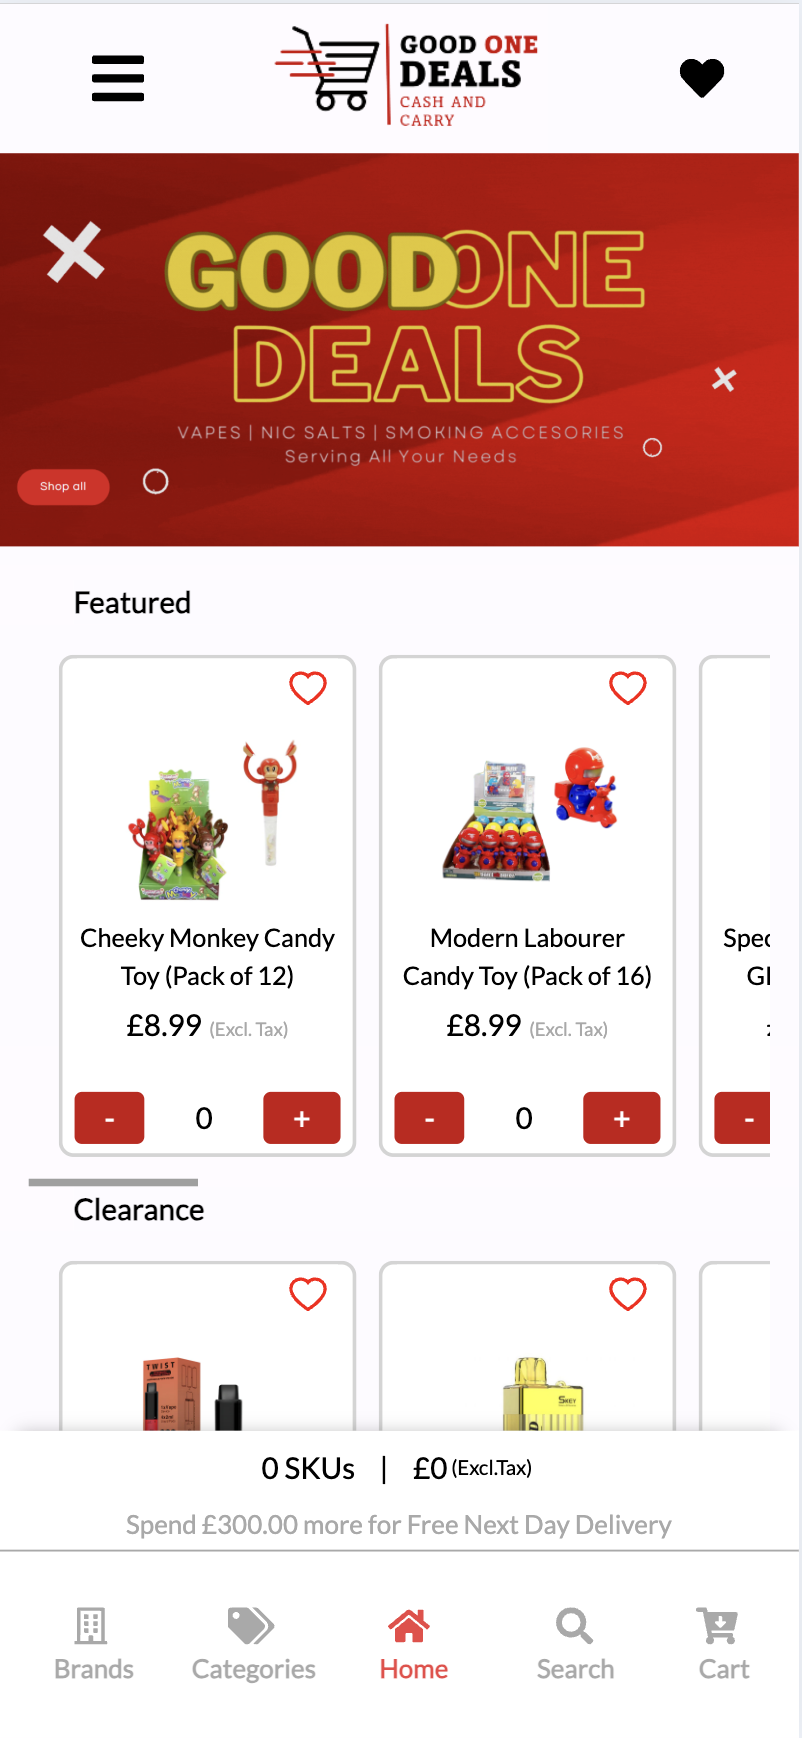 GOOD ONE
DEALS
CASH AND
CARRY
GOOD ONE
DEALS
VAPES | NIC SALTS | SMOKING ACCESORIES
Serving All Your Needs
Shop all
Featured
Cheeky Monkey Candy
Toy (Pack of 12)
£8.99 (Excl. Tax)
- 0 +
Modern Labourer
Candy Toy (Pack of 16)
£8.99 (Excl. Tax)
- 0 +
-
Clearance
TWIST
SKEY
0 SKUs | £0 (Excl.Tax)
Spend £300.00 more for Free Next Day Delivery
Brands
Categories
Home
Search
Cart